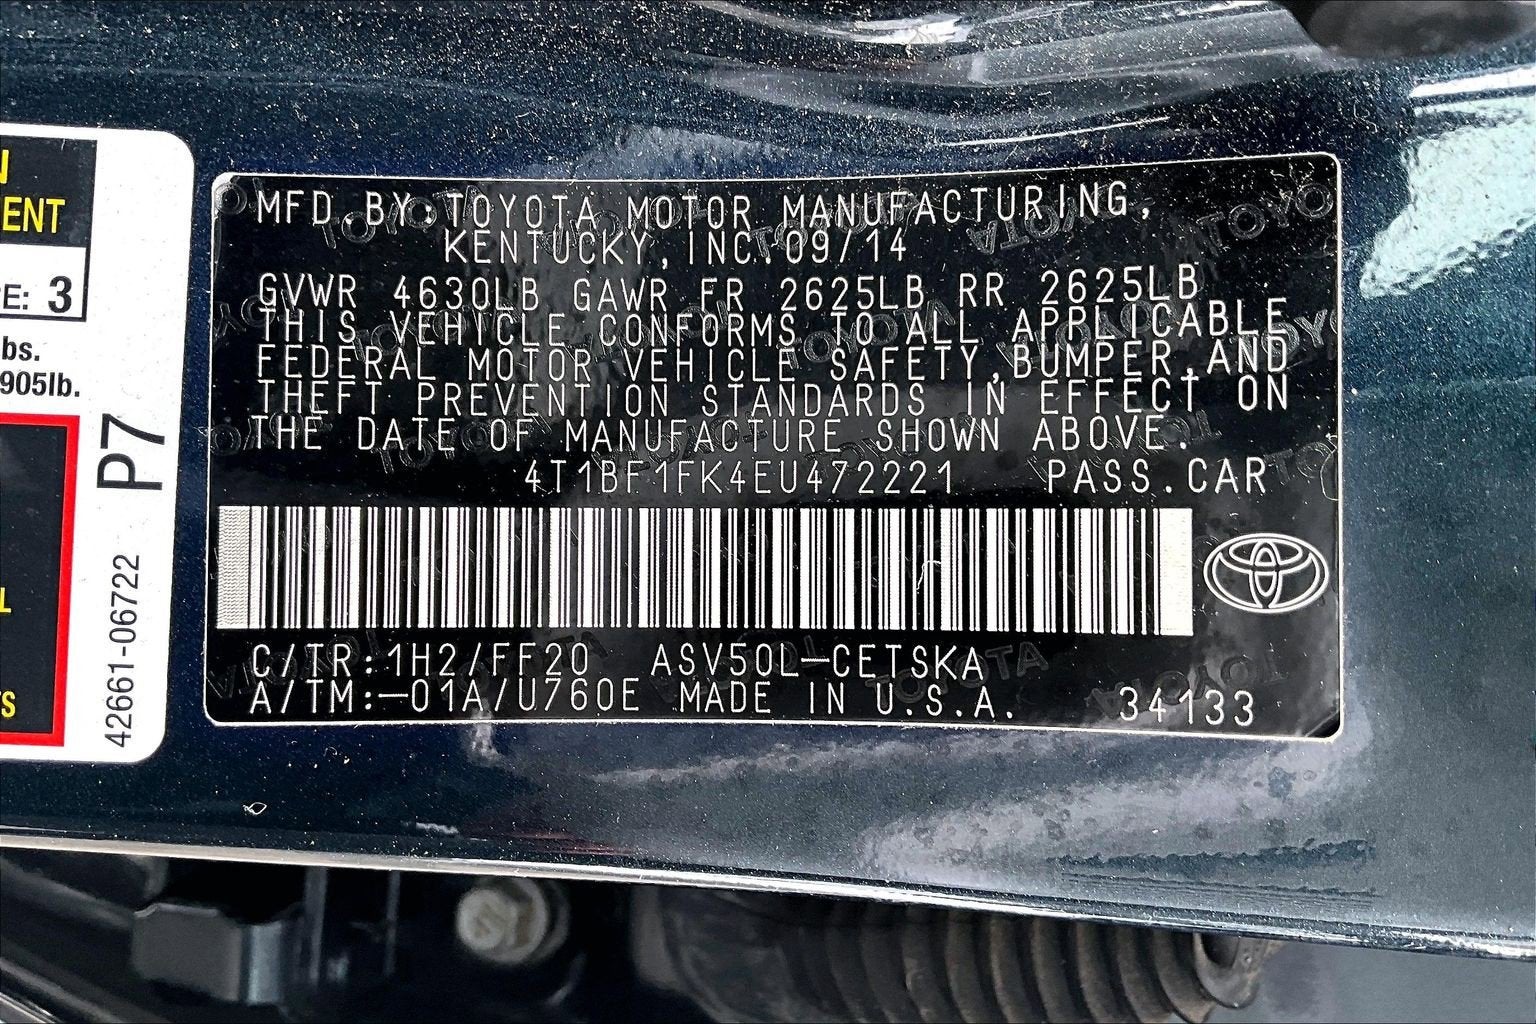 ENT
E: 3
bs.
905lb.
P7
42661-06722
MFD.BY:TOYOTA MOTOR MANUFACTURING,
KENTUCKY,INC.09/14
GVWR 4630LB GAWR FR 2625LB RR 2625LB
THIS VEHICLE CONFORMS TO ALL APPLICABLE
FEDERAL MOTOR VEHICLE SAFETY,BUMPER,AND
THEFT PREVENTION STANDARDS IN EFFECT ON
THE DATE OF MANUFACTURE SHOWN ABOVE.
4T1BF1FK4EU472221 PASS.CAR
C/TR:1H2/FF20 ASV50L-CETSKA
A/TM:-01A/U760E MADE IN U.S.A. 34133